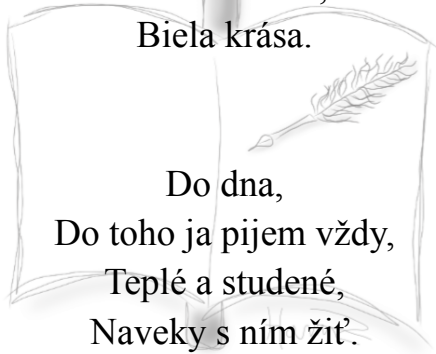 Biela krása.
Do dna,
Do toho ja pijem vždy,
Teplé a studené,
Naveky s ním žiť.